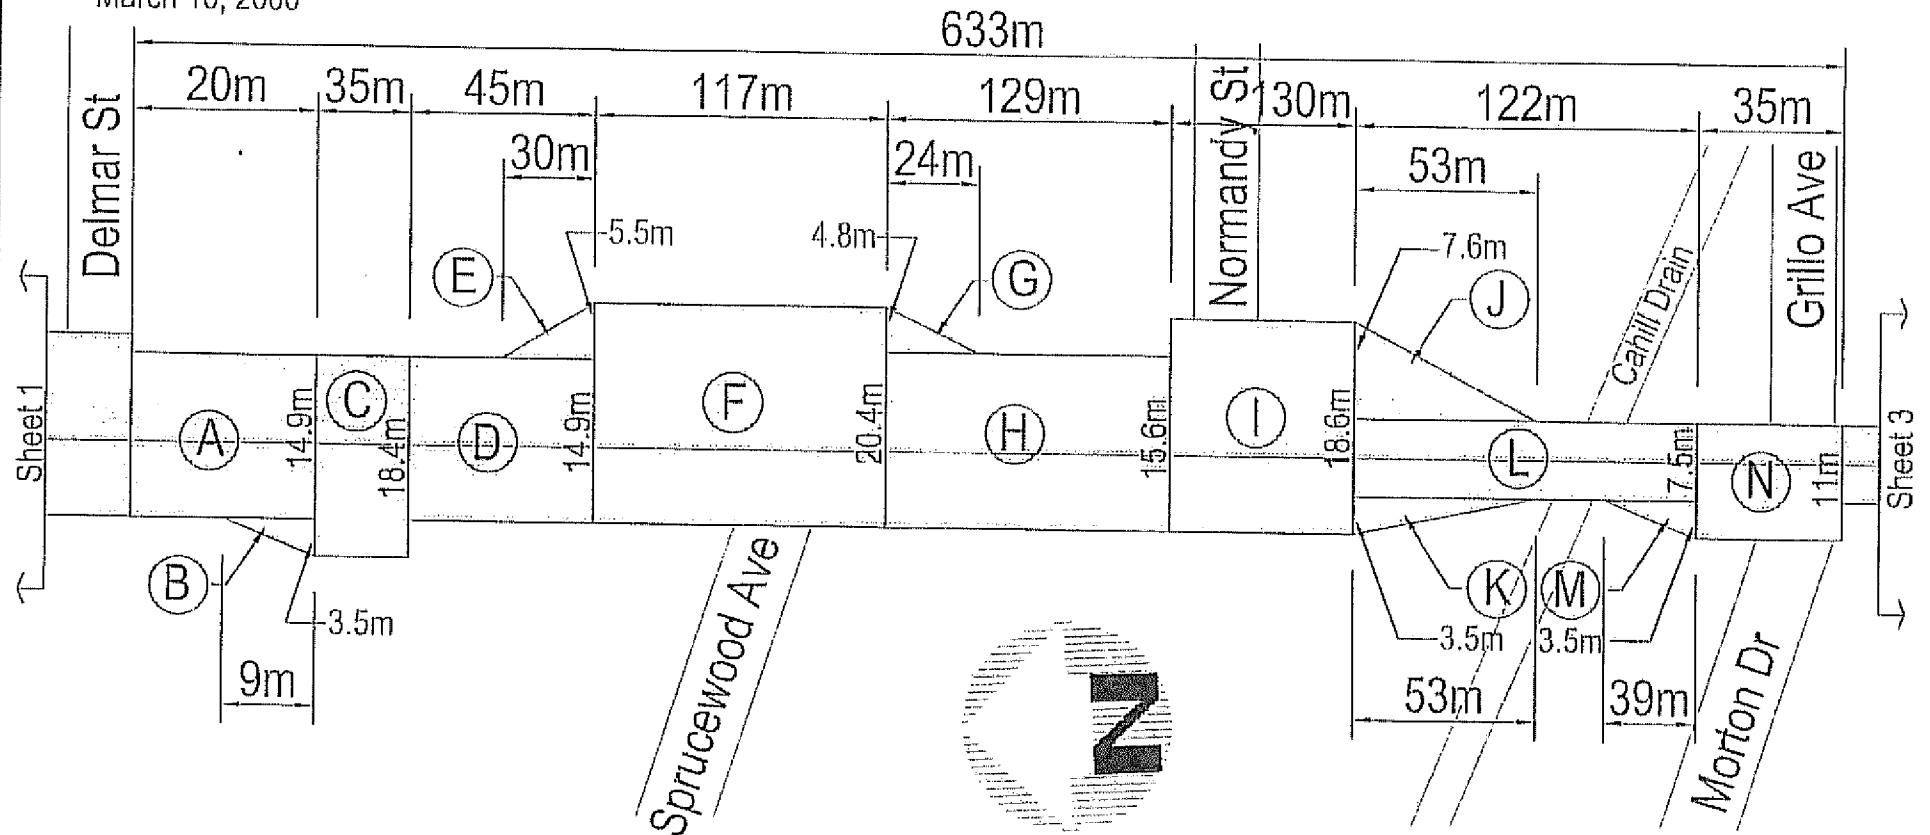 March 10, 2000
633m
20m 35m 45m 117m 129m 130m 122m 35m
30m 24m 53m
Delmar St
Normandy St
Grillo Ave
Cahill Drain
5.5m 4.8m 7.6m
E G J
Sheet 1
A 14.9m C 18.4m D 14.9m F 20.4m H 15.6m I 18.6m L 7.5m N 11m
Sheet 3
B K M
3.5m 3.5m 3.5m
9m 53m 39m
Sprucewood Ave
Morton Dr
N